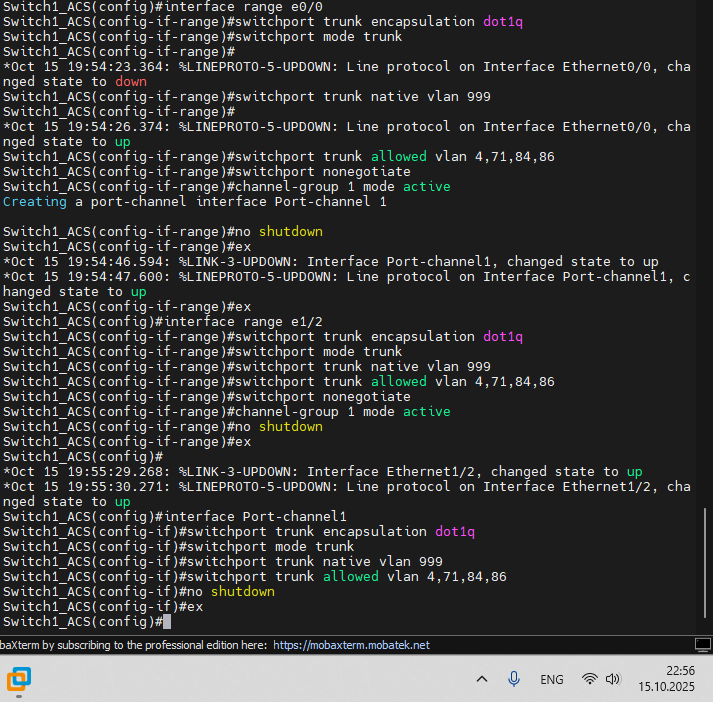 Switch1_ACS(config)#interface range e0/0
Switch1_ACS(config-if-range)#switchport trunk encapsulation dot1q
Switch1_ACS(config-if-range)#switchport mode trunk
Switch1_ACS(config-if-range)#
*Oct 15 19:54:23.364: %LINEPROTO-5-UPDOWN: Line protocol on Interface Ethernet0/0, cha
nged state to down
Switch1_ACS(config-if-range)#switchport trunk native vlan 999
Switch1_ACS(config-if-range)#
*Oct 15 19:54:26.374: %LINEPROTO-5-UPDOWN: Line protocol on Interface Ethernet0/0, cha
nged state to up
Switch1_ACS(config-if-range)#switchport trunk allowed vlan 4,71,84,86
Switch1_ACS(config-if-range)#switchport nonegotiate
Switch1_ACS(config-if-range)#channel-group 1 mode active
Creating a port-channel interface Port-channel 1
Switch1_ACS(config-if-range)#no shutdown
Switch1_ACS(config-if-range)#ex
*Oct 15 19:54:46.594: %LINK-3-UPDOWN: Interface Port-channel1, changed state to up
*Oct 15 19:54:47.600: %LINEPROTO-5-UPDOWN: Line protocol on Interface Port-channel1, c
hanged state to up
Switch1_ACS(config-if-range)#ex
Switch1_ACS(config)#interface range e1/2
Switch1_ACS(config-if-range)#switchport trunk encapsulation dot1q
Switch1_ACS(config-if-range)#switchport mode trunk
Switch1_ACS(config-if-range)#switchport trunk native vlan 999
Switch1_ACS(config-if-range)#switchport trunk allowed vlan 4,71,84,86
Switch1_ACS(config-if-range)#switchport nonegotiate
Switch1_ACS(config-if-range)#channel-group 1 mode active
Switch1_ACS(config-if-range)#no shutdown
Switch1_ACS(config-if-range)#ex
Switch1_ACS(config)#
*Oct 15 19:55:29.268: %LINK-3-UPDOWN: Interface Ethernet1/2, changed state to up
*Oct 15 19:55:30.271: %LINEPROTO-5-UPDOWN: Line protocol on Interface Ethernet1/2, cha
nged state to up
Switch1_ACS(config)#interface Port-channel1
Switch1_ACS(config-if)#switchport trunk encapsulation dot1q
Switch1_ACS(config-if)#switchport mode trunk
Switch1_ACS(config-if)#switchport trunk native vlan 999
Switch1_ACS(config-if)#switchport trunk allowed vlan 4,71,84,86
Switch1_ACS(config-if)#no shutdown
Switch1_ACS(config-if)#ex
Switch1_ACS(config)#
baXterm by subscribing to the professional edition here: https://mobaxterm.mobatek.net
ENG
22:56
15.10.2025